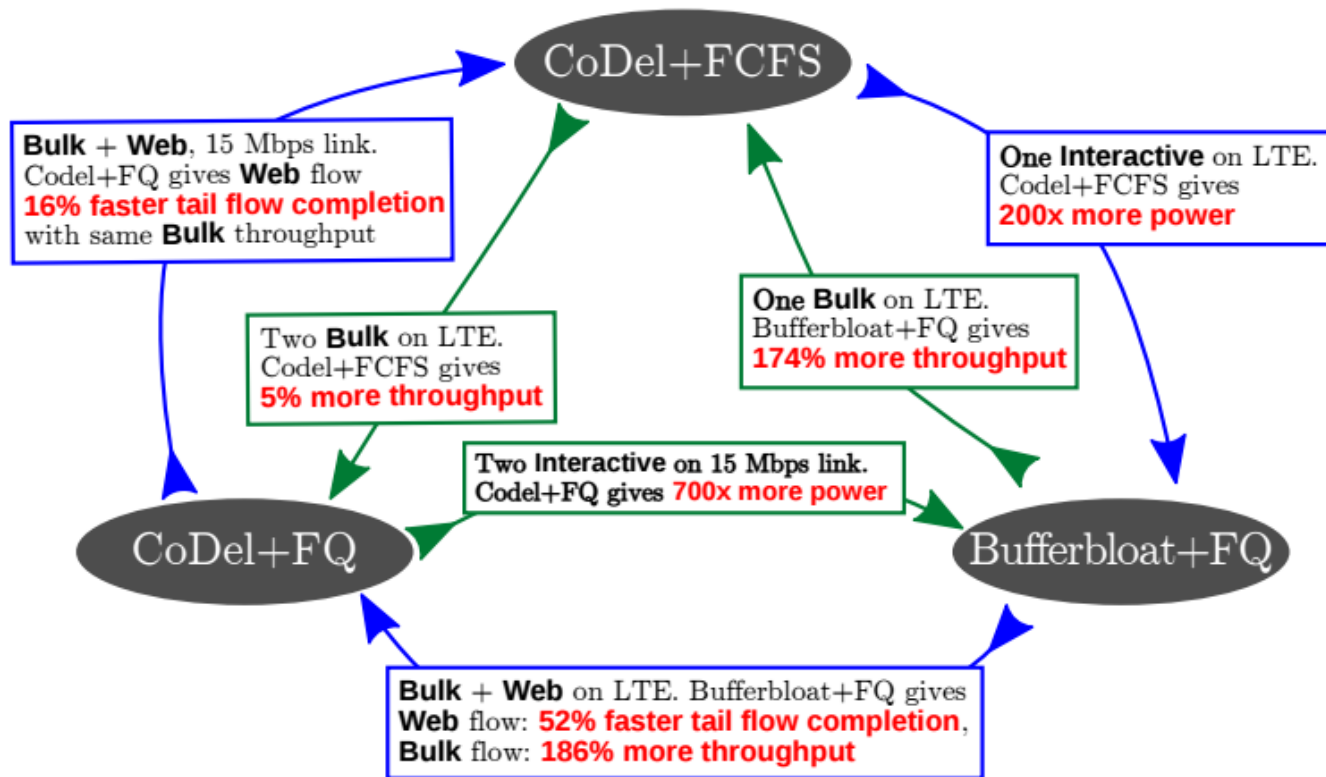 CoDel+FCFS
Bulk + Web, 15 Mbps link.
Codel+FQ gives Web flow
16% faster tail flow completion
with same Bulk throughput
One Interactive on LTE.
Codel+FCFS gives
200x more power
Two Bulk on LTE.
Codel+FCFS gives
5% more throughput
One Bulk on LTE.
Bufferbloat+FQ gives
174% more throughput
Two Interactive on 15 Mbps link.
Codel+FQ gives 700x more power
CoDel+FQ
Bufferbloat+FQ
Bulk + Web on LTE. Bufferbloat+FQ gives
Web flow: 52% faster tail flow completion,
Bulk flow: 186% more throughput